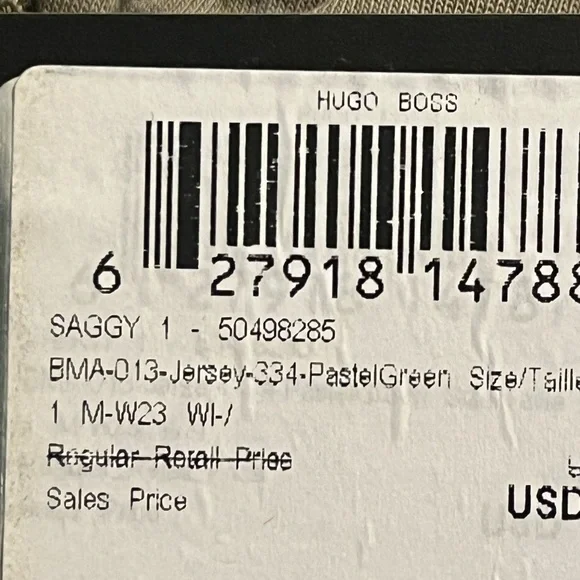 HUGO BOSS
6 27918 14788
SAGGY 1 - 50498285
BMA-013-Jersey-334-PastelGreen Size/Taille
1 M-W23 WI-/
Regular Retail Price
Sales Price USD